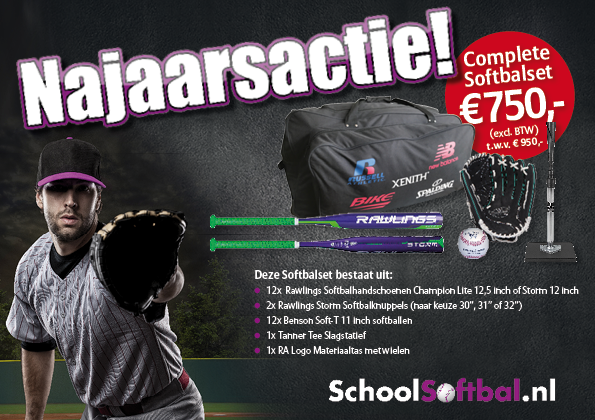 Najaarsactie!
Complete
Softbalset
€750,-
(excl. BTW)
t.w.v. € 950,-
RUSSELL
ATHLETIC
new balance
XENITH
BIKE
SPALDING
RAWLINGS
STORM
Deze Softbalset bestaat uit:
12x Rawlings Softbalhandschoenen Champion Lite 12,5 inch of Storm 12 inch
2x Rawlings Storm Softbalknuppels (naar keuze 30”, 31” of 32”)
12x Benson Soft-T 11 inch softballen
1x Tanner Tee Slagstatief
1x RA Logo Materiaaltas met wielen
SchoolSoftbal.nl